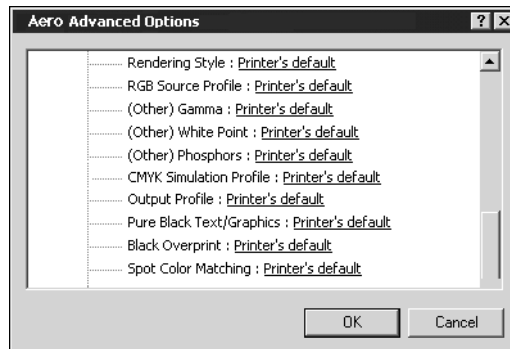 Aero Advanced Options
Rendering Style : Printer's default
RGB Source Profile : Printer's default
(Other) Gamma : Printer's default
(Other) White Point : Printer's default
(Other) Phosphors : Printer's default
CMYK Simulation Profile : Printer's default
Output Profile : Printer's default
Pure Black Text/Graphics : Printer's default
Black Overprint : Printer's default
Spot Color Matching : Printer's default
OK Cancel